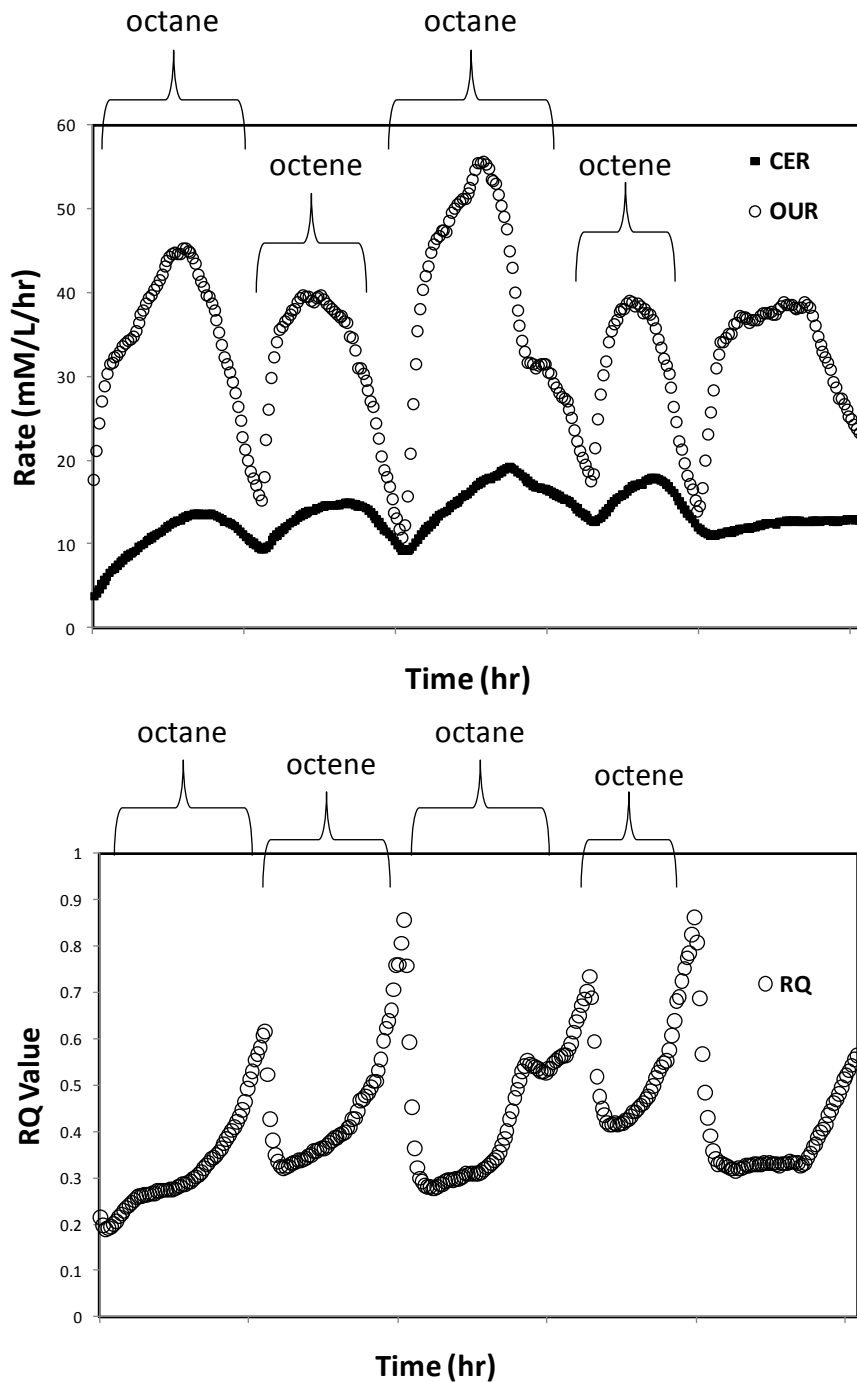 octane
octane
octene
octene
CER
OUR
60
50
40
30
20
10
0
Rate (mM/L/hr)
Time (hr)
octane
octane
octene
octene
1
0.9
0.8
0.7
0.6
0.5
0.4
0.3
0.2
0.1
0
RQ
RQ Value
Time (hr)